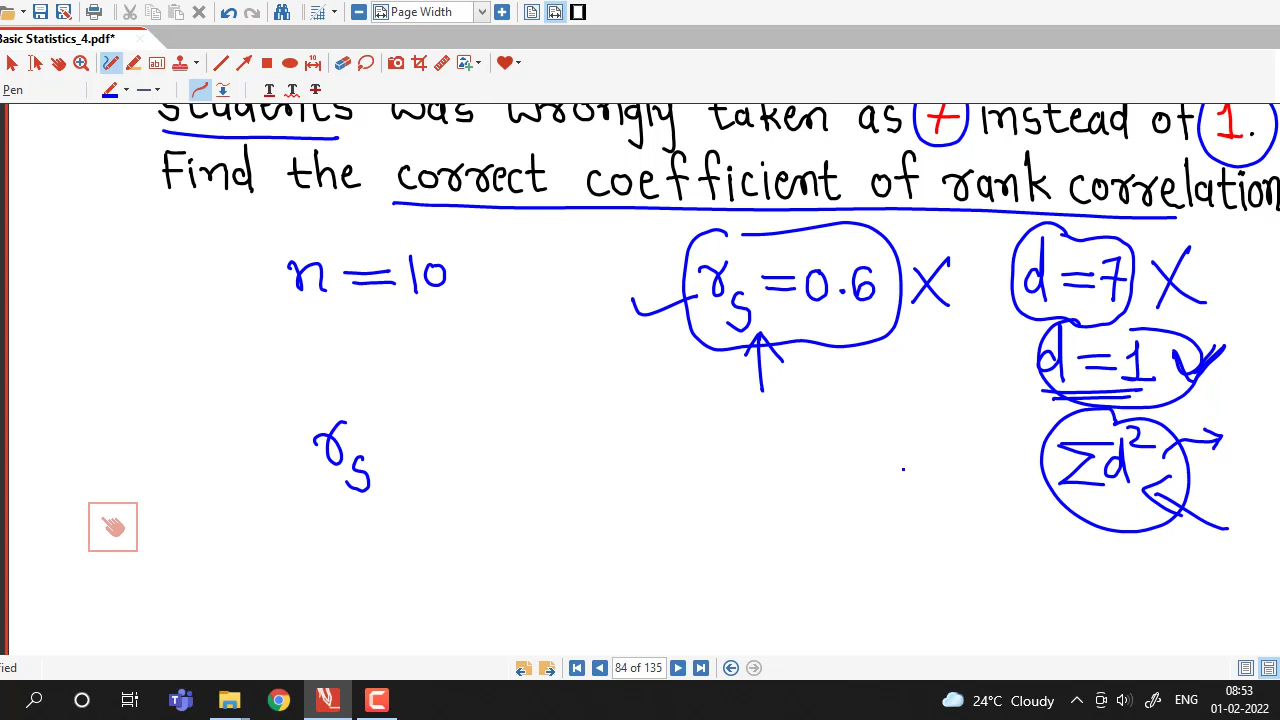 Page Width
Basic Statistics_4.pdf*
Pen
students was wrongly taken as 7 instead of 1.
Find the correct coefficient of rank correlation
n = 10
r_s = 0.6 X
d = 7 X
d = 1 ✓
r_s
Σd²
84 of 135
24°C Cloudy
ENG
08:53
01-02-2022